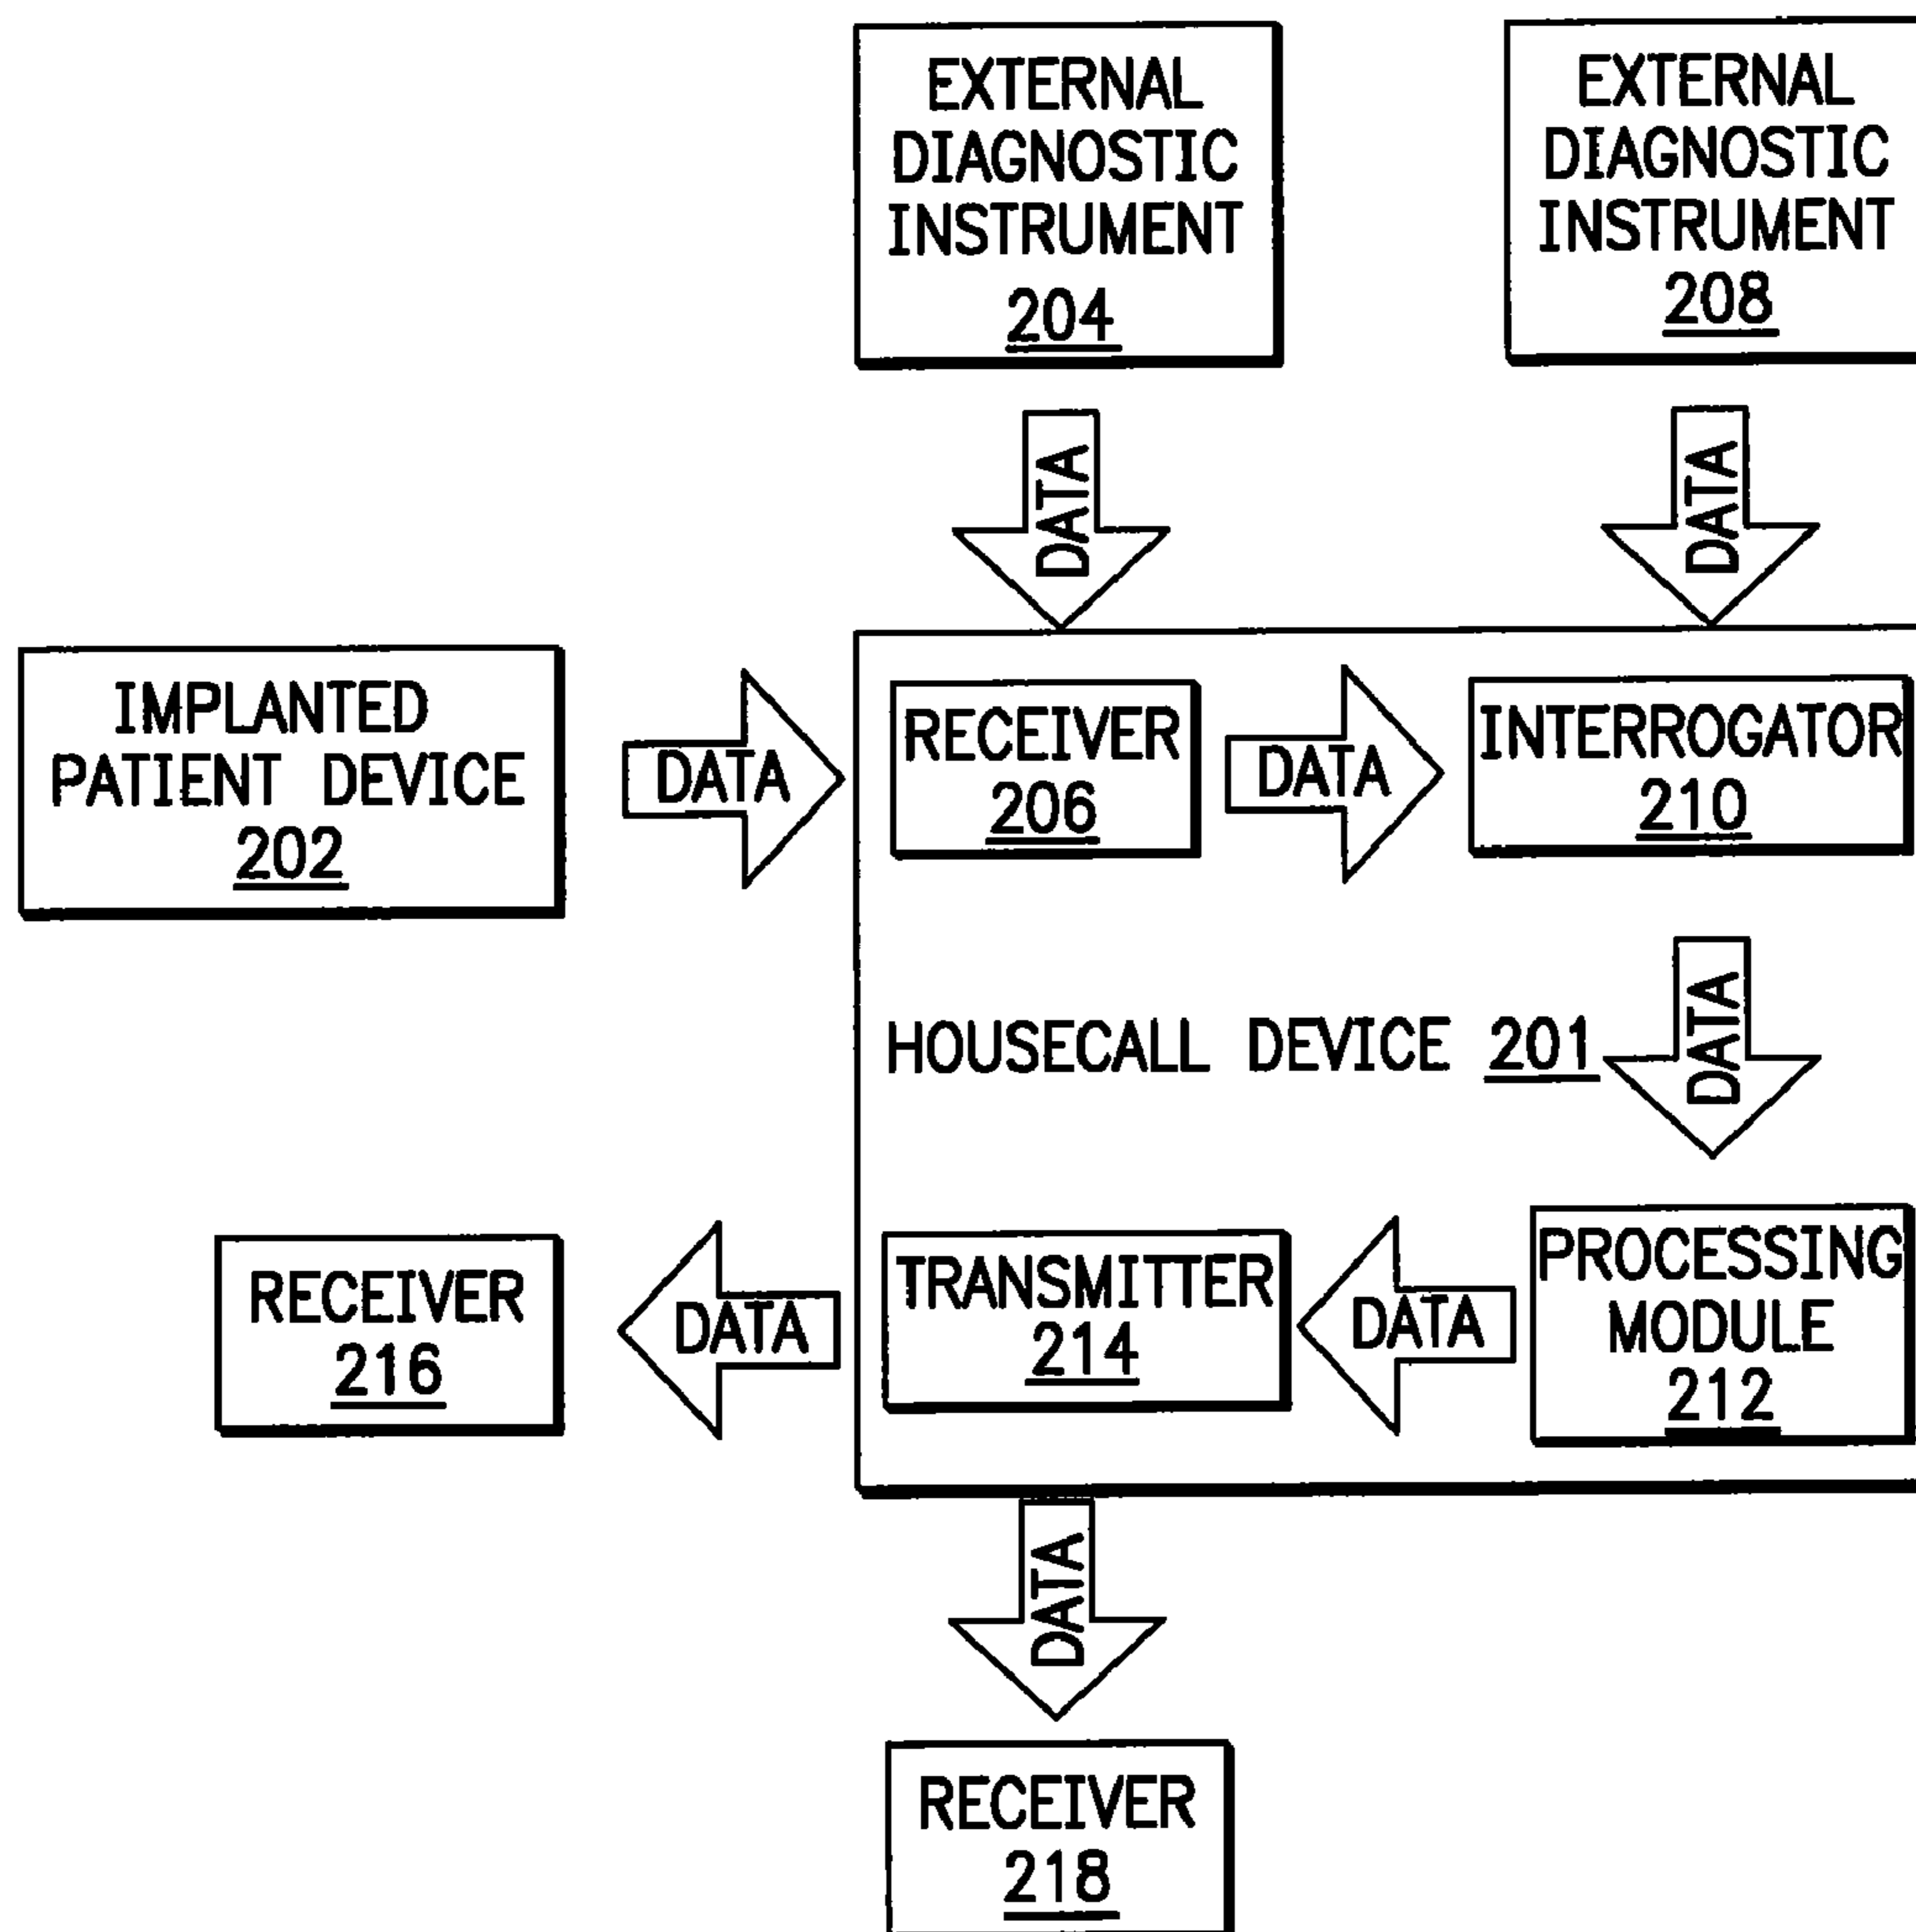 EXTERNAL
DIAGNOSTIC
INSTRUMENT
204
EXTERNAL
DIAGNOSTIC
INSTRUMENT
208
DATA
DATA
IMPLANTED
PATIENT DEVICE
202
DATA
RECEIVER
206
DATA
INTERROGATOR
210
HOUSECALL DEVICE 201
DATA
RECEIVER
216
DATA
TRANSMITTER
214
DATA
PROCESSING
MODULE
212
DATA
RECEIVER
218